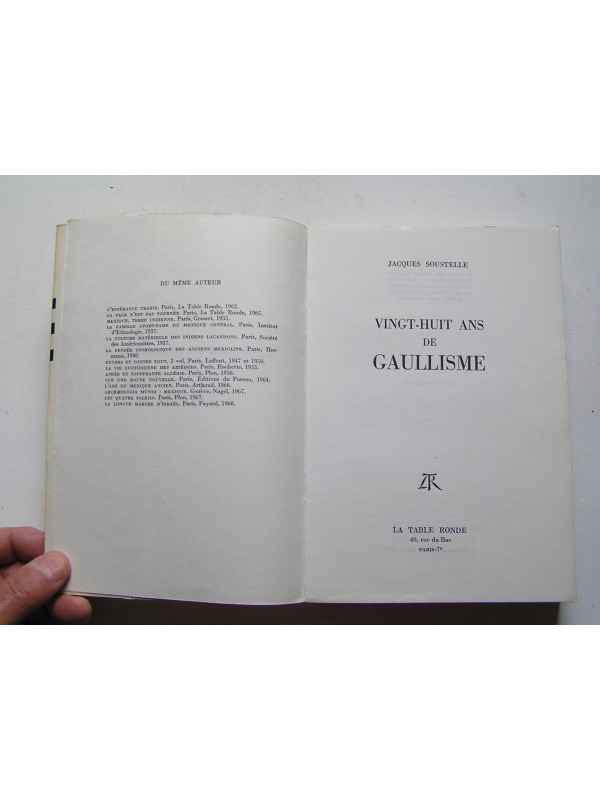 DU MÊME AUTEUR
L'ESPÉRANCE TRAHIE. Paris, La Table Ronde, 1962.
LA PAGE N'EST PAS TOURNÉE. Paris, La Table Ronde, 1965.
MEXIQUE, TERRE INDIENNE. Paris, Grasset, 1935.
LA FAMILLE OTOMI-PAME DU MEXIQUE CENTRAL. Paris, Institut
d'Ethnologie, 1937.
LA CULTURE MATÉRIELLE DES INDIENS LACANDONS. Paris, Société
des Américanistes, 1937.
LA PENSÉE COSMOLOGIQUE DES ANCIENS MEXICAINS. Paris, Her-
mann, 1940.
ENVERS ET CONTRE TOUT, 2 vol. Paris, Laffont, 1947 et 1950.
LA VIE QUOTIDIENNE DES AZTÈQUES. Paris, Hachette, 1955.
AIMÉE ET SOUFFRANTE ALGÉRIE. Paris, Plon, 1956.
SUR UNE ROUTE NOUVELLE. Paris, Éditions du Fuseau, 1964.
L'ART DU MEXIQUE ANCIEN. Paris, Arthaud, 1966.
ARCHÆOLOGIA MUNDI : MEXIQUE. Genève, Nagel, 1967.
LES QUATRE SOLEILS. Paris, Plon, 1967.
LA LONGUE MARCHE D'ISRAËL. Paris, Fayard, 1968.
JACQUES SOUSTELLE
VINGT-HUIT ANS
DE
GAULLISME
LA TABLE RONDE
40, rue du Bac
PARIS-7e